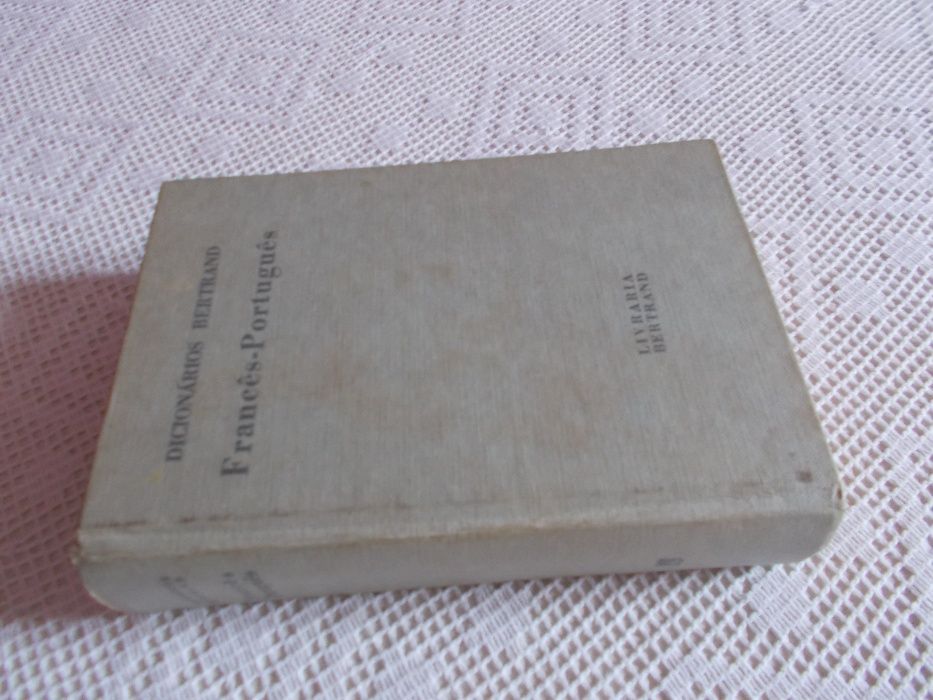 DICIONÁRIOS BERTRAND
Francês-Português
LIVRARIA
BERTRAND